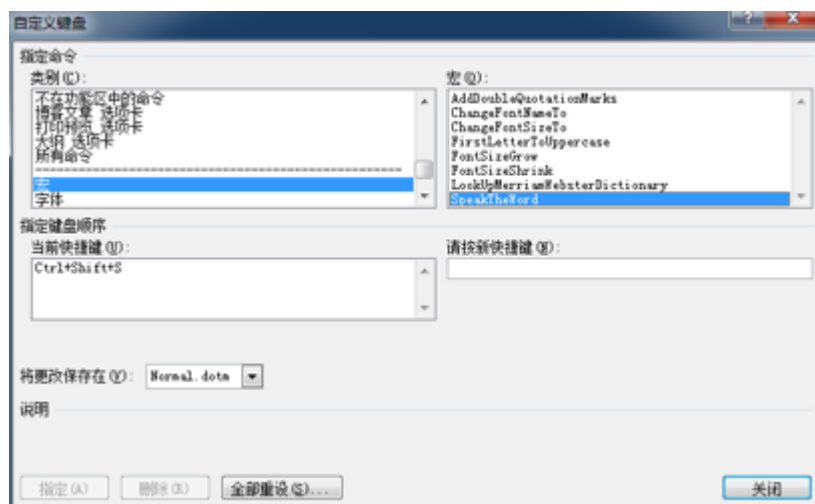 自定义键盘
指定命令
类别(C):
不在功能区中的命令
博客文章 选项卡
打印预览 选项卡
大纲 选项卡
所有命令
宏
字体
宏(O):
AddDoubleQuotationMarks
ChangeFontNameTo
ChangeFontSizeTo
FirstLetterToUppercase
FontSizeGrow
FontSizeShrink
LookUpMerriamWebsterDictionary
SpeakTheWord
指定键盘顺序
当前快捷键(U):
Ctrl+Shift+S
请按新快捷键(N):
将更改保存在(V): Normal.dotm
说明
指定(A) 删除(R) 全部重设(S)... 关闭